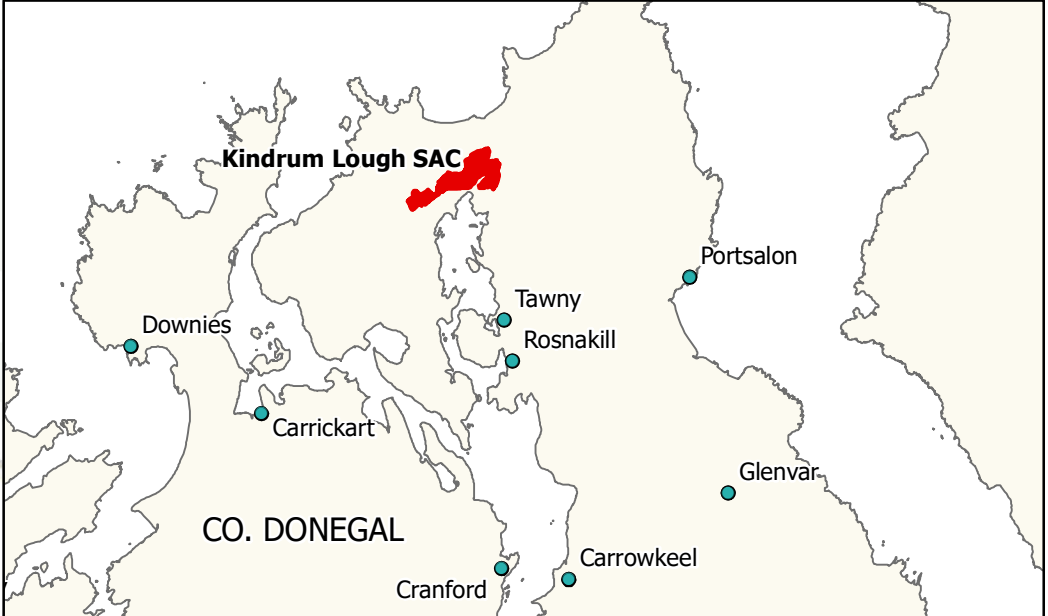 Kindrum Lough SAC
Portsalon
Tawny
Downies
Rosnakill
Carrickart
Glenvar
CO. DONEGAL
Carrowkeel
Cranford